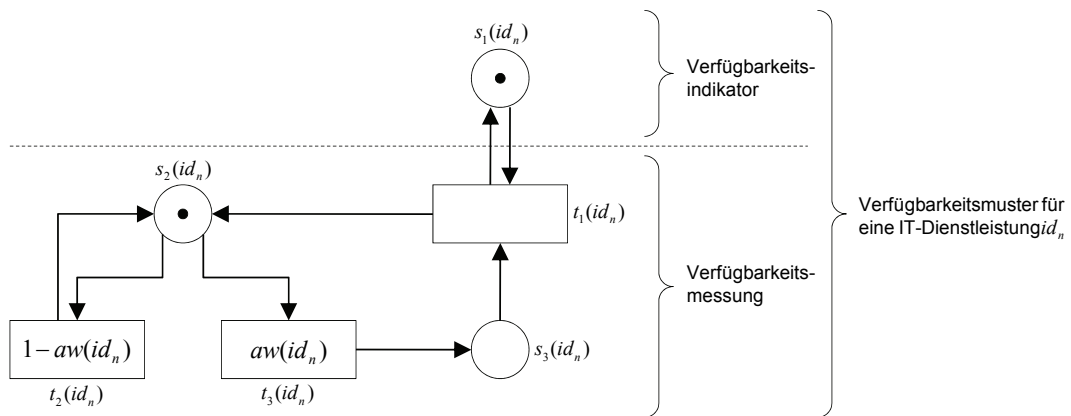 s₁(idₙ)
Verfügbarkeits-
indikator
s₂(idₙ)
t₁(idₙ)
Verfügbarkeitsmuster für
eine IT-Dienstleistung idₙ
Verfügbarkeits-
messung
1 − aw(idₙ)
aw(idₙ)
s₃(idₙ)
t₂(idₙ)
t₃(idₙ)